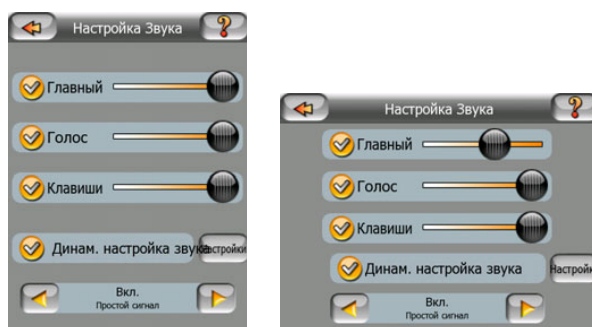 Настройка Звука
Главный
Голос
Клавиши
Динам. настройка звука
Настройки
Вкл.
Простой сигнал
Настройка Звука
Главный
Голос
Клавиши
Динам. настройка звука
Настройк
Вкл.
Простой сигнал